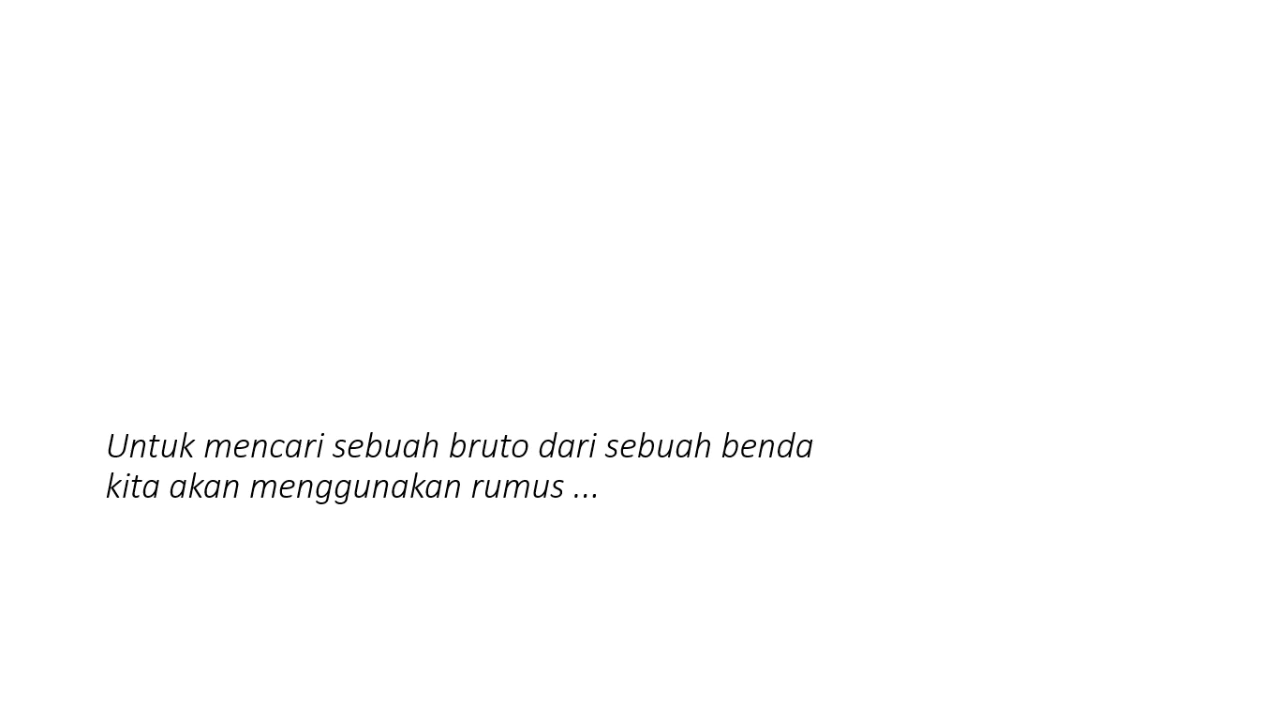 Untuk mencari sebuah bruto dari sebuah benda
kita akan menggunakan rumus ...